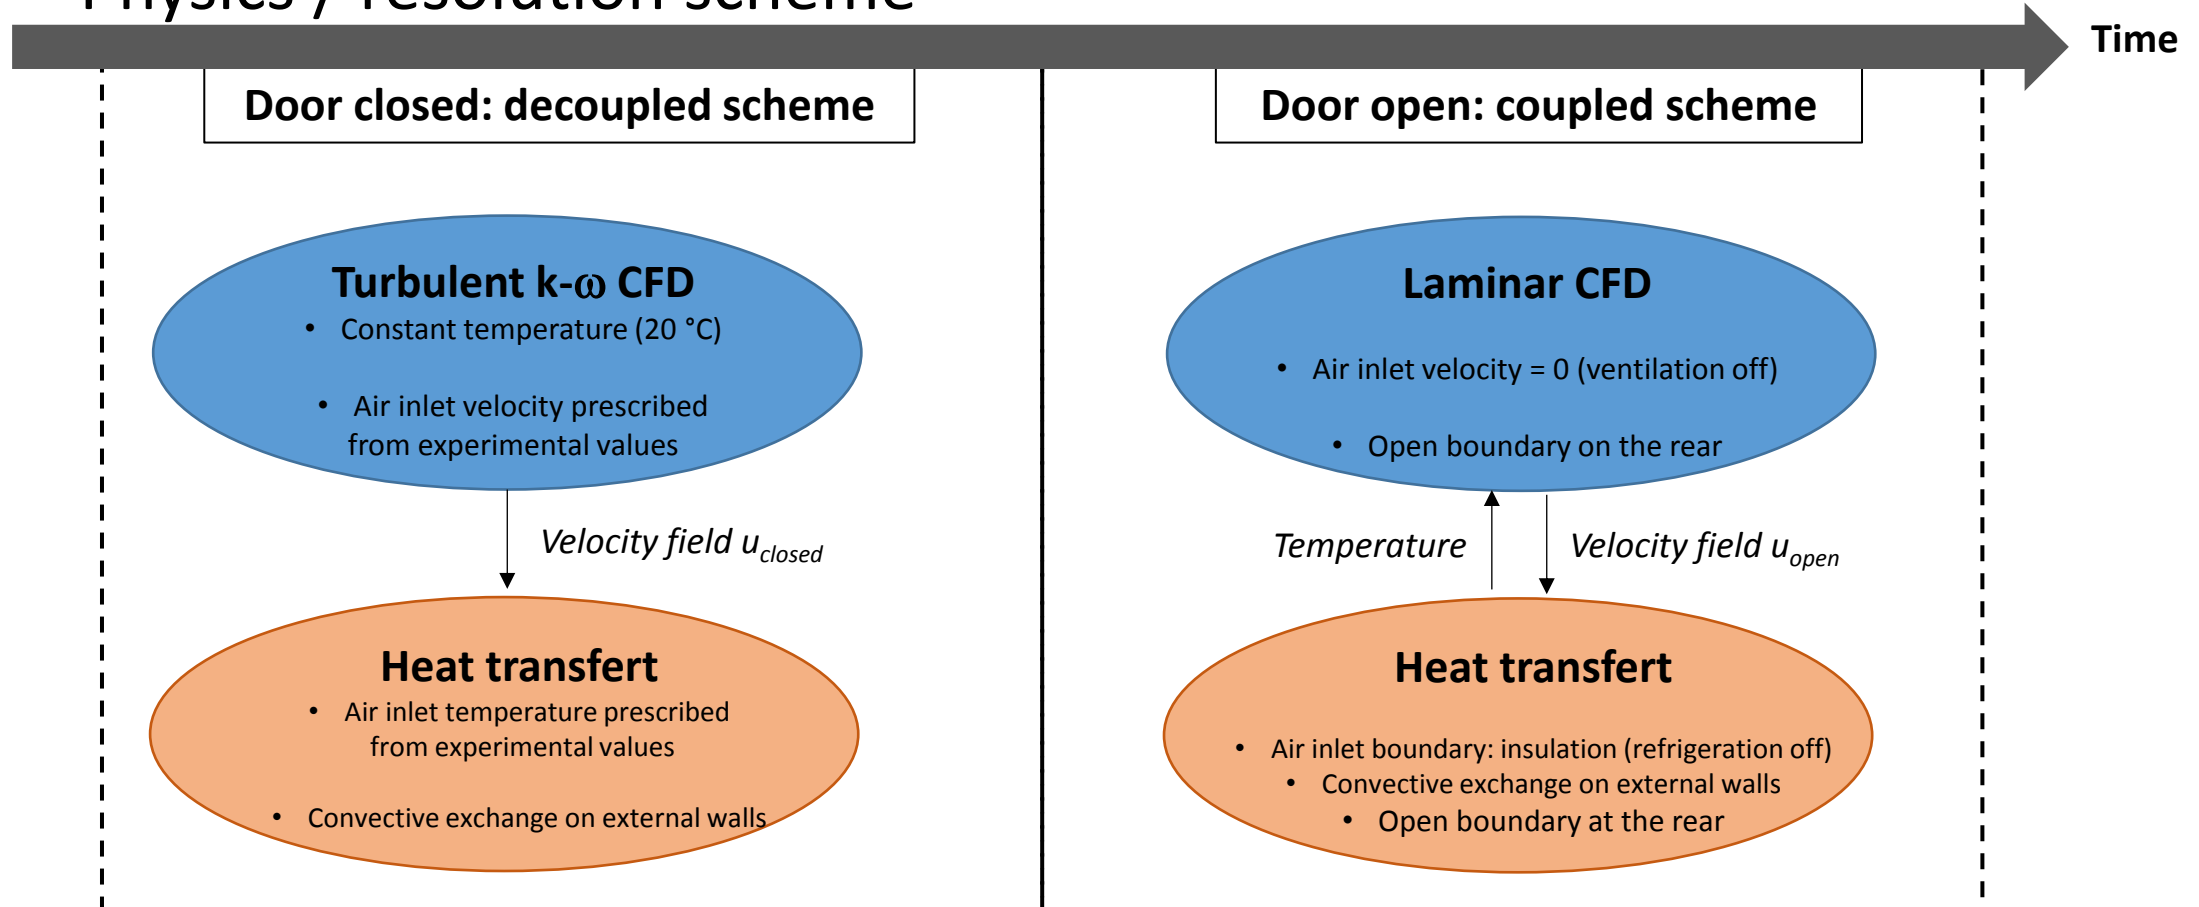 Physics / resolution scheme
Time
Door closed: decoupled scheme
Turbulent k-ω CFD
• Constant temperature (20 °C)
• Air inlet velocity prescribed
from experimental values
Velocity field u_closed
Heat transfert
• Air inlet temperature prescribed
from experimental values
• Convective exchange on external walls
Door open: coupled scheme
Laminar CFD
• Air inlet velocity = 0 (ventilation off)
• Open boundary on the rear
Temperature
Velocity field u_open
Heat transfert
• Air inlet boundary: insulation (refrigeration off)
• Convective exchange on external walls
• Open boundary at the rear